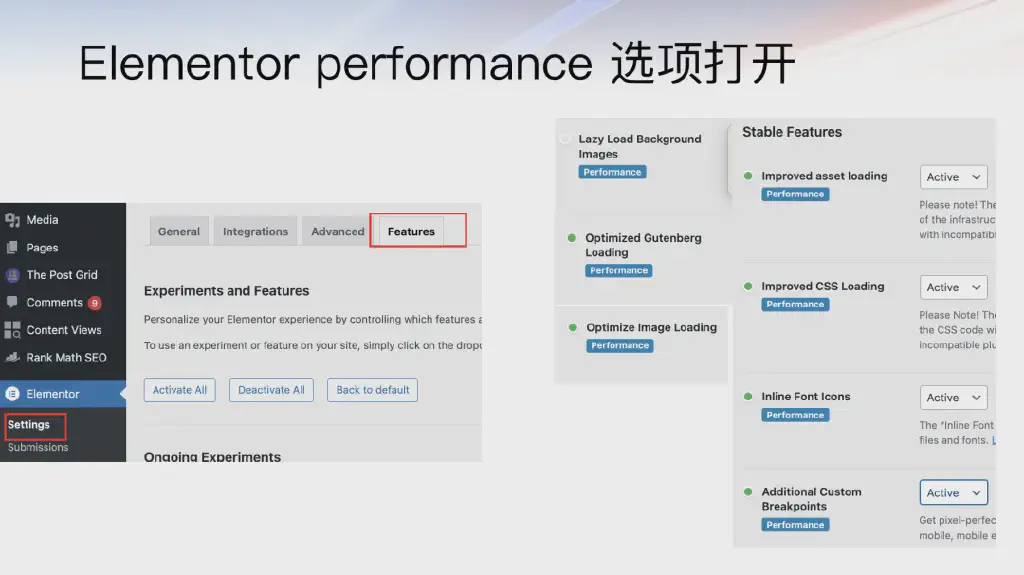 Elementor performance 选项打开
Media
Pages
The Post Grid
Comments 9
Content Views
Rank Math SEO
Elementor
Settings
Submissions
General Integrations Advanced Features
Experiments and Features
Personalize your Elementor experience by controlling which features a
To use an experiment or feature on your site, simply click on the dropd
Activate All Deactivate All Back to default
Ongoing Experiments
Lazy Load Background
Images
Performance
Optimized Gutenberg
Loading
Performance
Optimize Image Loading
Performance
Stable Features
Improved asset loading
Performance
Active
Please note! The
of the infrastruc
with incompatib
Improved CSS Loading
Performance
Active
Please Note! The
the CSS code wi
incompatible plu
Inline Font Icons
Performance
Active
The "Inline Font
files and fonts.
Additional Custom
Breakpoints
Performance
Active
Get pixel-perfec
mobile, mobile e